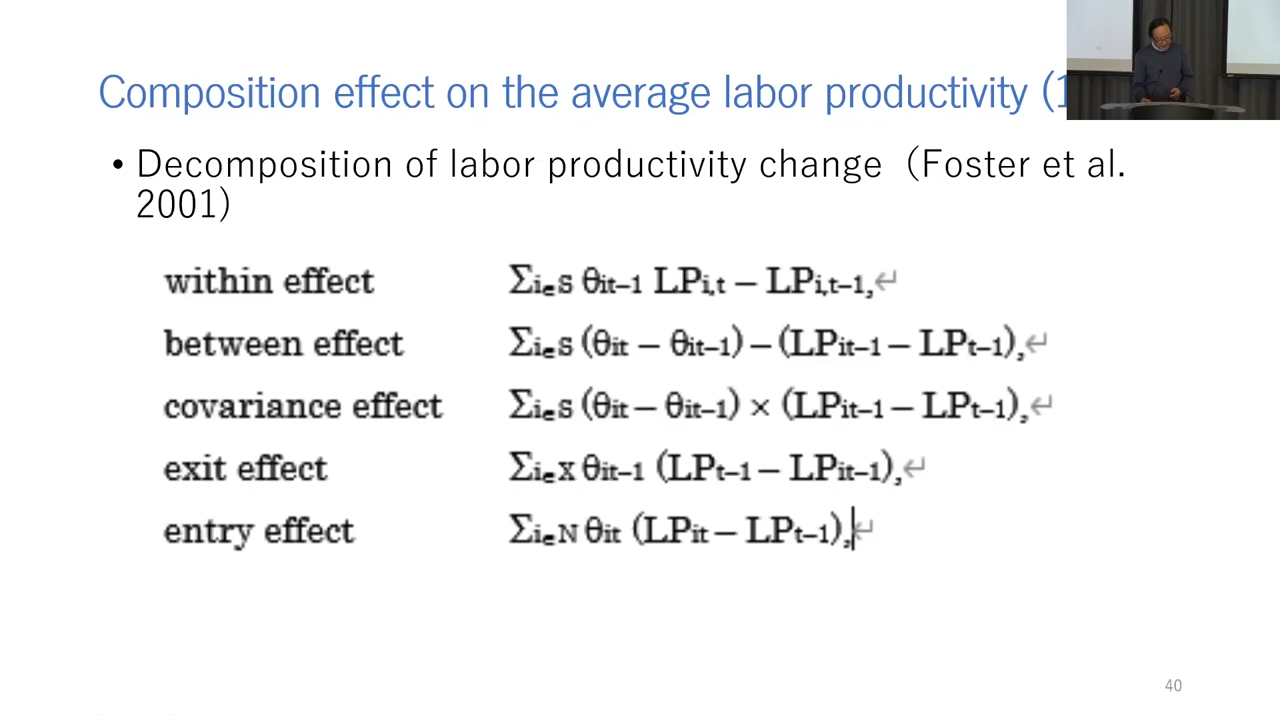 Composition effect on the average labor productivity (1
• Decomposition of labor productivity change（Foster et al.
2001）
within effect Σi∈S θit−1 LPi,t − LPi,t−1,↵
between effect Σi∈S (θit − θit−1) − (LPit−1 − LPt−1),↵
covariance effect Σi∈S (θit − θit−1) × (LPit−1 − LPt−1),↵
exit effect Σi∈X θit−1 (LPt−1 − LPit−1),↵
entry effect Σi∈N θit (LPit − LPt−1),↵
40